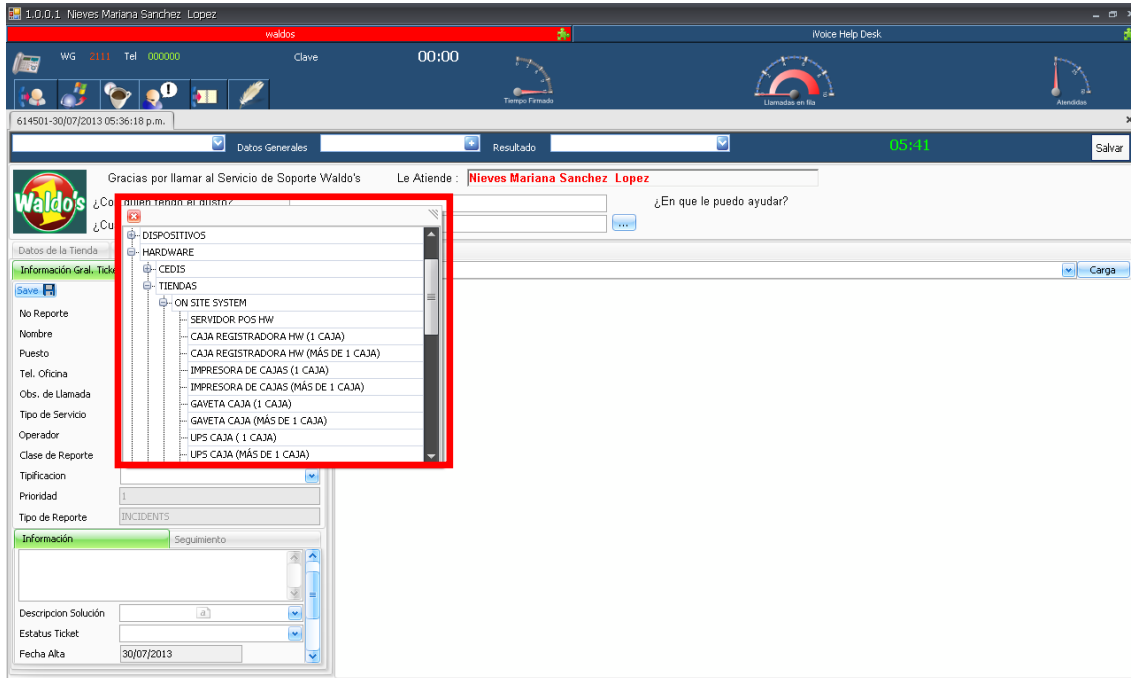 1.0.0.1 Nieves Mariana Sanchez Lopez
waldos iVoice Help Desk
WG 2111 Tel 000000 Clave 00:00
Tiempo Firmado Llamadas en fila Atendidas
614501-30/07/2013 05:36:18 p.m.
Datos Generales Resultado 05:41 Salvar
Gracias por llamar al Servicio de Soporte Waldo's Le Atiende : Nieves Mariana Sanchez Lopez
Waldo's
¿En que le puedo ayudar?
Datos de la Tienda
Información Gral. Carga
Save
No Reporte
Nombre
Puesto
Tel. Oficina
Obs. de Llamada
Tipo de Servicio
Operador
Clase de Reporte
DISPOSITIVOS
HARDWARE
CEDIS
TIENDAS
ON SITE SYSTEM
SERVIDOR POS HW
CAJA REGISTRADORA HW (1 CAJA)
CAJA REGISTRADORA HW (MÁS DE 1 CAJA)
IMPRESORA DE CAJAS (1 CAJA)
IMPRESORA DE CAJAS (MÁS DE 1 CAJA)
GAVETA CAJA (1 CAJA)
GAVETA CAJA (MÁS DE 1 CAJA)
UPS CAJA ( 1 CAJA)
UPS CAJA (MÁS DE 1 CAJA)
Tipificacion
Prioridad 1
Tipo de Reporte INCIDENTS
Información Seguimiento
Descripcion Solución a
Estatus Ticket
Fecha Alta 30/07/2013